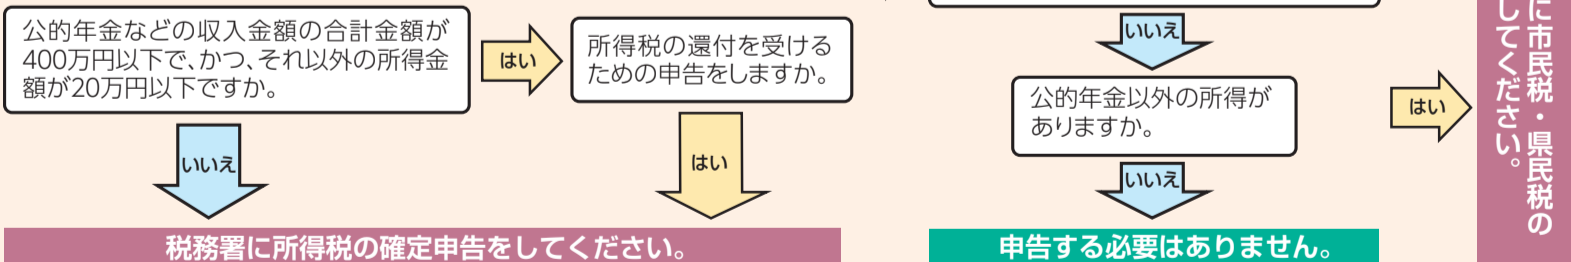 公的年金などの収入金額の合計金額が
400万円以下で、かつ、それ以外の所得金
額が20万円以下ですか。
はい
所得税の還付を受ける
ための申告をしますか。
いいえ
はい
税務署に所得税の確定申告をしてください。
いいえ
公的年金以外の所得が
ありますか。
はい
いいえ
申告する必要はありません。
に市民税・県民税の
してください。